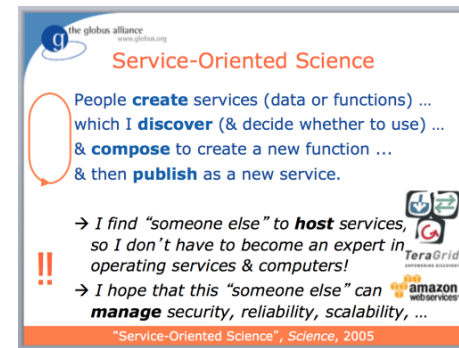 the globus alliance
www.globus.org
g
Service-Oriented Science
People create services (data or functions) …
which I discover (& decide whether to use) …
& compose to create a new function ...
& then publish as a new service.
→ I find “someone else” to host services,
so I don’t have to become an expert in
operating services & computers!
TeraGrid
EMPOWERING DISCOVERY
!!
→ I hope that this “someone else” can
manage security, reliability, scalability, …
amazon
webservices
“Service-Oriented Science”, Science, 2005